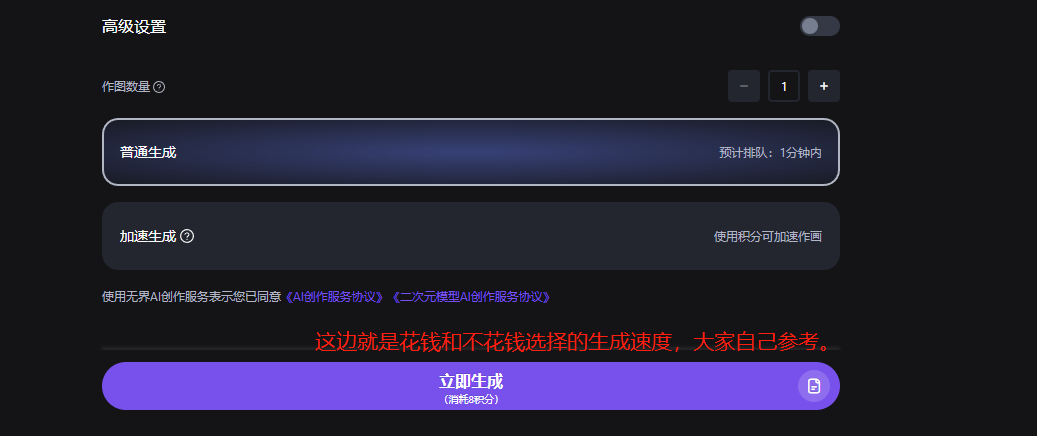 高级设置
作图数量 ?
1
普通生成
预计排队：1分钟内
加速生成 ?
使用积分可加速作画
使用无界AI创作服务表示您已同意《AI创作服务协议》《二次元模型AI创作服务协议》
这边就是花钱和不花钱选择的生成速度，大家自己参考。
立即生成
（消耗8积分）